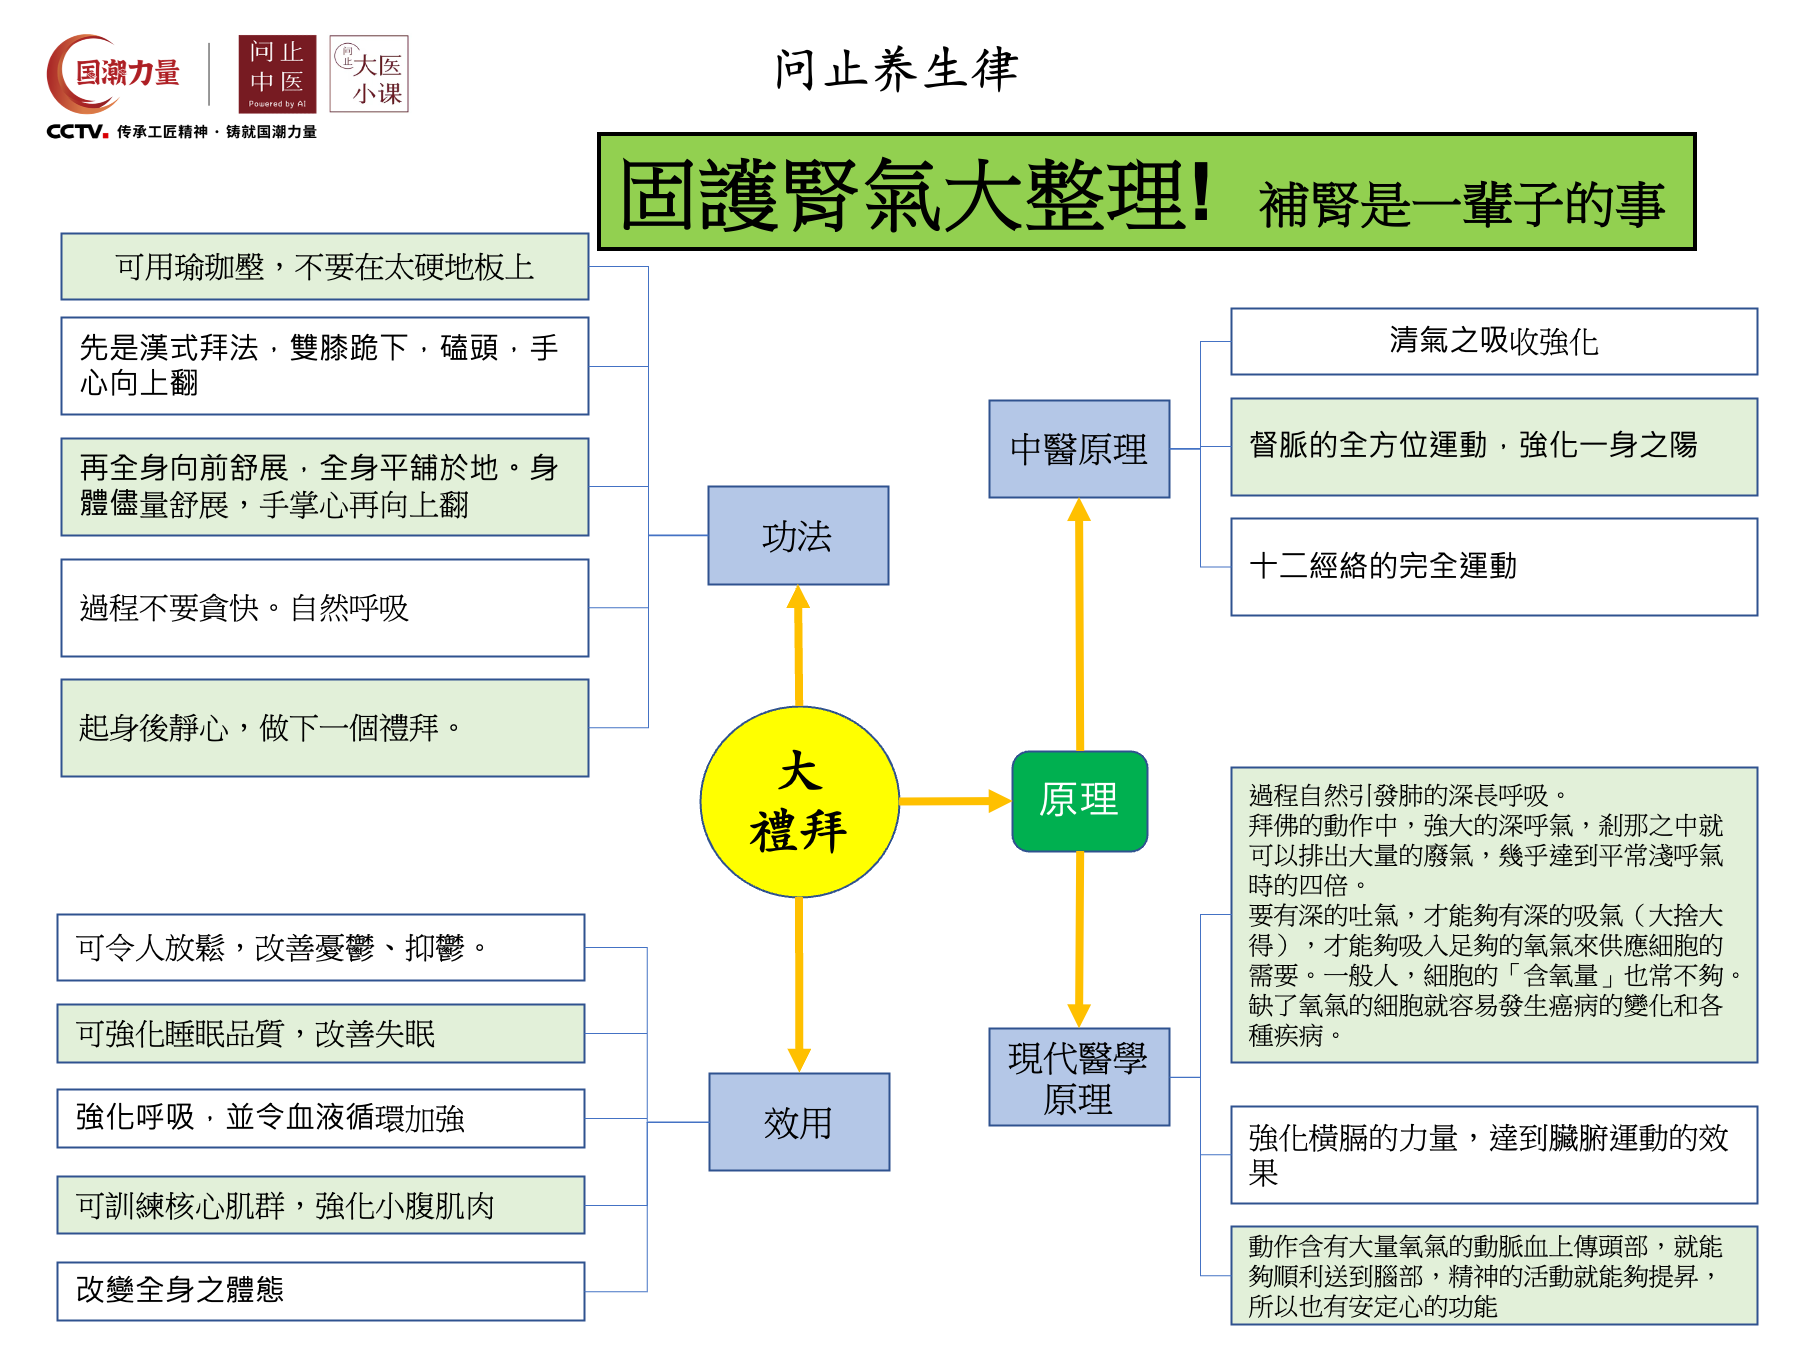 国潮力量
CCTV. 传承工匠精神·铸就国潮力量
问止
中医
Powered by AI
问止
大医
小课
问止养生律
固護腎氣大整理! 補腎是一輩子的事
可用瑜珈壂，不要在太硬地板上
先是漢式拜法，雙膝跪下，磕頭，手
心向上翻
再全身向前舒展，全身平舖於地。身
體儘量舒展，手掌心再向上翻
過程不要貪快。自然呼吸
起身後靜心，做下一個禮拜。
功法
大
禮拜
原理
中醫原理
清氣之吸收強化
督脈的全方位運動，強化一身之陽
十二經絡的完全運動
現代醫學
原理
過程自然引發肺的深長呼吸。
拜佛的動作中，強大的深呼氣，剎那之中就
可以排出大量的廢氣，幾乎達到平常淺呼氣
時的四倍。
要有深的吐氣，才能夠有深的吸氣（大捨大
得），才能夠吸入足夠的氧氣來供應細胞的
需要。一般人，細胞的「含氧量」也常不夠。
缺了氧氣的細胞就容易發生癌病的變化和各
種疾病。
強化橫膈的力量，達到臟腑運動的效
果
動作含有大量氧氣的動脈血上傳頭部，就能
夠順利送到腦部，精神的活動就能夠提昇，
所以也有安定心的功能
效用
可令人放鬆，改善憂鬱、抑鬱。
可強化睡眠品質，改善失眠
強化呼吸，並令血液循環加強
可訓練核心肌群，強化小腹肌肉
改變全身之體態